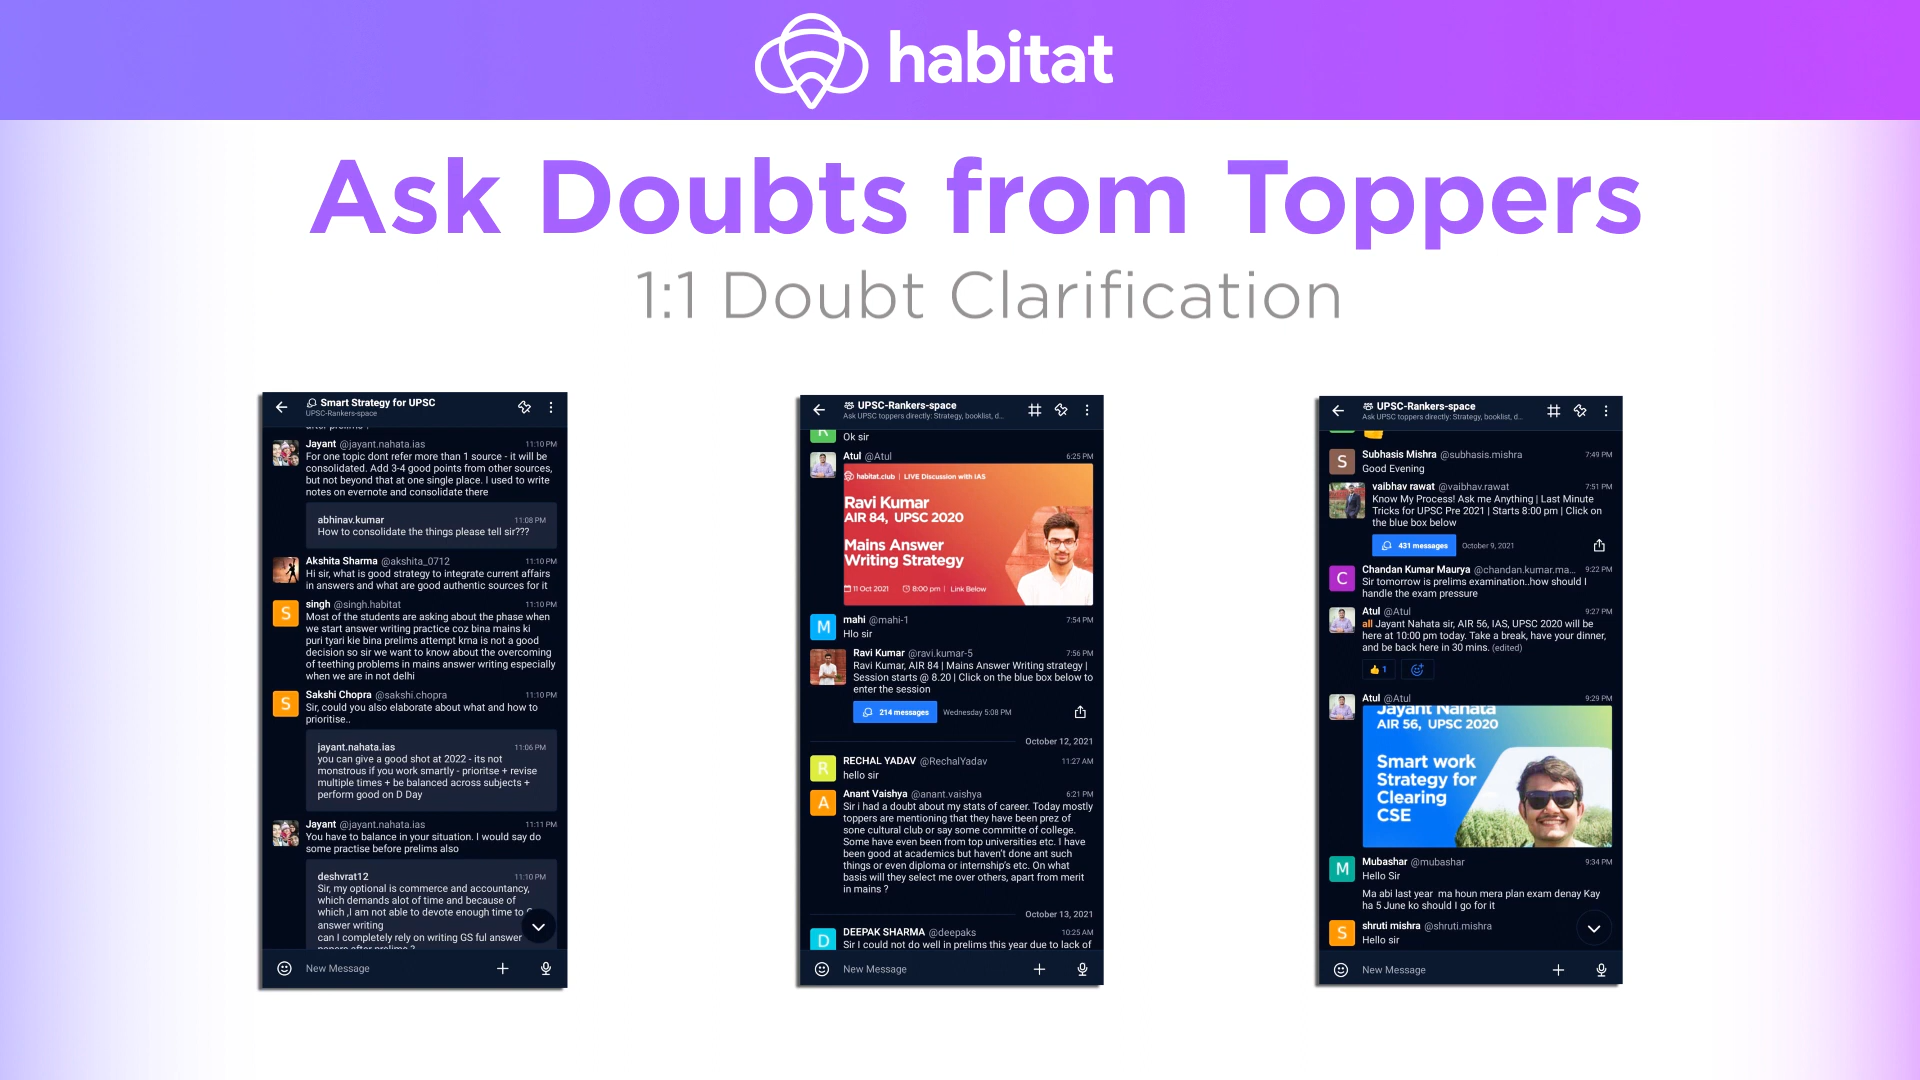 habitat
Ask Doubts from Toppers
1:1 Doubt Clarification
Smart Strategy for UPSC
UPSC-Rankers-space
after prelims ?
Jayant @jayant.nahata.ias 11:10 PM
For one topic dont refer more than 1 source - it will be
consolidated. Add 3-4 good points from other sources,
but not beyond that at one single place. I used to write
notes on evernote and consolidate there
abhinav.kumar 11:08 PM
How to consolidate the things please tell sir???
Akshita Sharma @akshita_0712 11:10 PM
Hi sir, what is good strategy to integrate current affairs
in answers and what are good authentic sources for it
S
singh @singh.habitat 11:10 PM
Most of the students are asking about the phase when
we start answer writing practice coz bina mains ki
puri tyari kie bina prelims attempt krna is not a good
decision so sir we want to know about the overcoming
of teething problems in mains answer writing especially
when we are in not delhi
S
Sakshi Chopra @sakshi.chopra 11:10 PM
Sir, could you also elaborate about what and how to
prioritise..
jayant.nahata.ias 11:06 PM
you can give a good shot at 2022 - its not
monstrous if you work smartly - prioritse + revise
multiple times + be balanced across subjects +
perform good on D Day
Jayant @jayant.nahata.ias 11:11 PM
You have to balance in your situation. I would say do
some practise before prelims also
deshvrat12 11:10 PM
Sir, my optional is commerce and accountancy,
which demands alot of time and because of
which ,I am not able to devote enough time to
answer writing
can I completely rely on writing GS ful answer
papers after prelims ?
New Message
UPSC-Rankers-space
Ask UPSC toppers directly: Strategy, booklist, d...
R
Ok sir
Atul @Atul 6:25 PM
habitat.club | LIVE Discussion with IAS
Ravi Kumar
AIR 84, UPSC 2020
Mains Answer
Writing Strategy
11 Oct 2021 8:00 pm | Link Below
M
mahi @mahi-1 7:54 PM
Hlo sir
Ravi Kumar @ravi.kumar-5 7:56 PM
Ravi Kumar, AIR 84 | Mains Answer Writing strategy |
Session starts @ 8.20 | Click on the blue box below to
enter the session
214 messages Wednesday 5:08 PM
October 12, 2021
R
RECHAL YADAV @RechalYadav 11:27 AM
hello sir
A
Anant Vaishya @anant.vaishya 6:21 PM
Sir i had a doubt about my stats of career. Today mostly
toppers are mentioning that they have been prez of
sone cultural club or say some committe of college.
Some have even been from top universities etc. I have
been good at academics but haven't done ant such
things or even diploma or internship's etc. On what
basis will they select me over others, apart from merit
in mains ?
October 13, 2021
D
DEEPAK SHARMA @deepaks 10:25 AM
Sir I could not do well in prelims this year due to lack of
New Message
UPSC-Rankers-space
Ask UPSC toppers directly: Strategy, booklist, d...
S
Subhasis Mishra @subhasis.mishra 7:49 PM
Good Evening
vaibhav rawat @vaibhav.rawat 7:51 PM
Know My Process! Ask me Anything | Last Minute
Tricks for UPSC Pre 2021 | Starts 8:00 pm | Click on
the blue box below
431 messages October 9, 2021
C
Chandan Kumar Maurya @chandan.kumar.ma... 9:22 PM
Sir tomorrow is prelims examination..how should I
handle the exam pressure
Atul @Atul 9:27 PM
all Jayant Nahata sir, AIR 56, IAS, UPSC 2020 will be
here at 10:00 pm today. Take a break, have your dinner,
and be back here in 30 mins. (edited)
1
Atul @Atul 9:29 PM
Jayant Nahata
AIR 56, UPSC 2020
Smart work
Strategy for
Clearing
CSE
M
Mubashar @mubashar 9:34 PM
Hello Sir
Ma abi last year ma houn mera plan exam denay Kay
ha 5 June ko should I go for it
S
shruti mishra @shruti.mishra
Hello sir
New Message